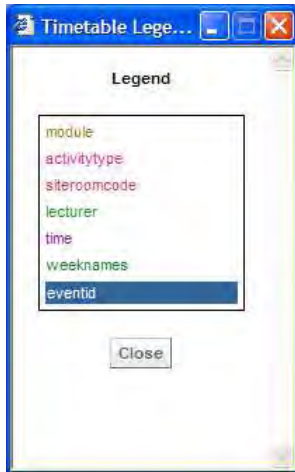 Timetable Lege...
Legend
module
activitytype
siteroomcode
lecturer
time
weeknames
eventid
Close